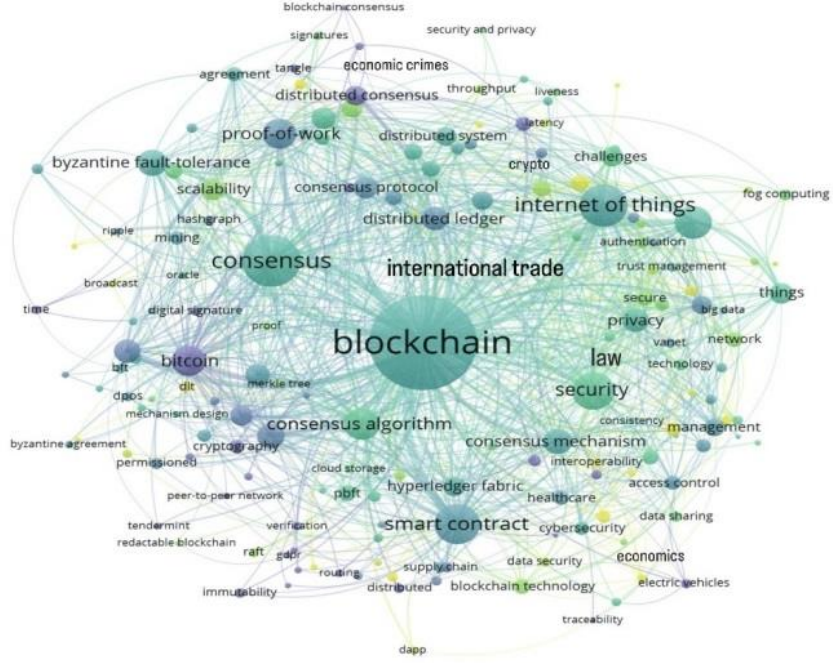 blockchain consensus
signatures
security and privacy
economic crimes
agreement
tangle
distributed consensus
throughput
liveness
latency
proof-of-work
distributed system
crypto
challenges
byzantine fault-tolerance
scalability
consensus protocol
internet of things
fog computing
hashgraph
distributed ledger
ripple
mining
authentication
consensus
international trade
trust management
oracle
broadcast
things
time
digital signature
secure
big data
proof
privacy
blockchain
vanet
network
bft
bitcoin
law
technology
dlt
merkle tree
security
dpos
mechanism design
consensus algorithm
consistency
management
byzantine agreement
cryptography
consensus mechanism
permissioned
cloud storage
interoperability
peer-to-peer network
pbft
hyperledger fabric
healthcare
access control
tendermint
verification
smart contract
cybersecurity
data sharing
redactable blockchain
raft
gdpr
economics
data security
routing
supply chain
immutability
distributed
blockchain technology
electric vehicles
traceability
dapp